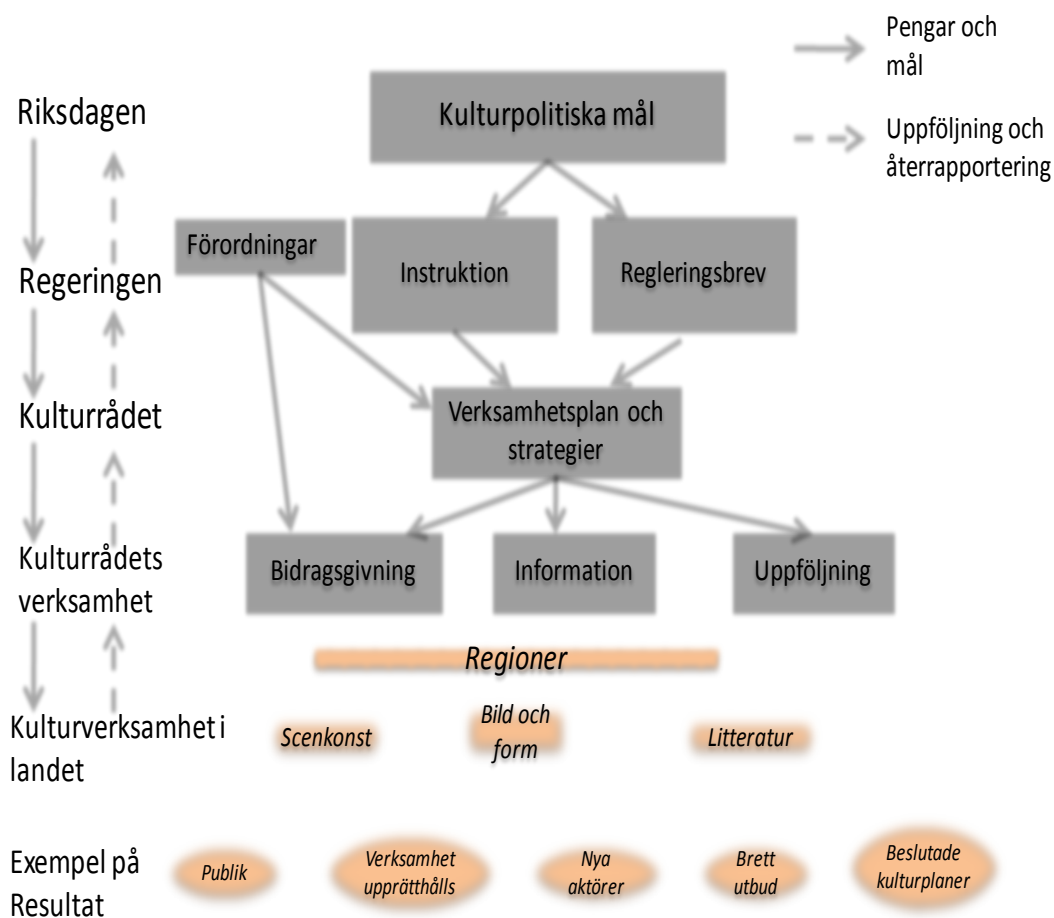 Pengar och
mål
Riksdagen
Kulturpolitiska mål
Uppföljning och
återrapportering
Förordningar
Regeringen
Instruktion
Regleringsbrev
Kulturrådet
Verksamhetsplan och
strategier
Kulturrådets
verksamhet
Bidragsgivning
Information
Uppföljning
Regioner
Kulturverksamhet i
landet
Scenkonst
Bild och
form
Litteratur
Exempel på
Resultat
Publik
Verksamhet
upprätthålls
Nya
aktörer
Brett
utbud
Beslutade
kulturplaner